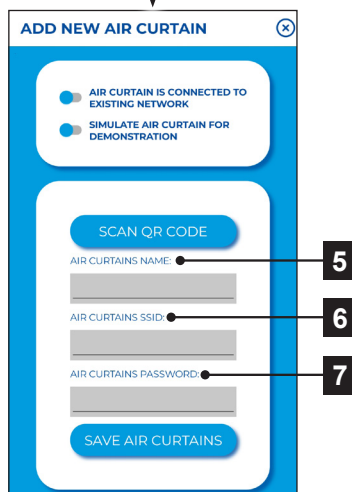 ADD NEW AIR CURTAIN
AIR CURTAIN IS CONNECTED TO
EXISTING NETWORK
SIMULATE AIR CURTAIN FOR
DEMONSTRATION
SCAN QR CODE
AIR CURTAINS NAME:
5
AIR CURTAINS SSID:
6
AIR CURTAINS PASSWORD:
7
SAVE AIR CURTAINS